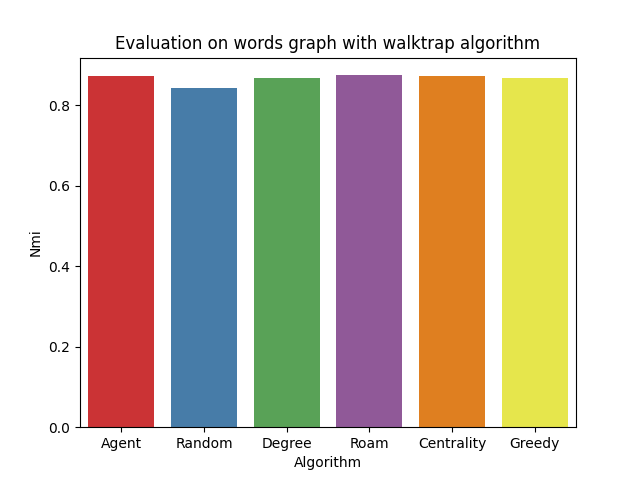 Evaluation on words graph with walktrap algorithm
Nmi
0.8
0.6
0.4
0.2
0.0
Agent Random Degree Roam Centrality Greedy
Algorithm